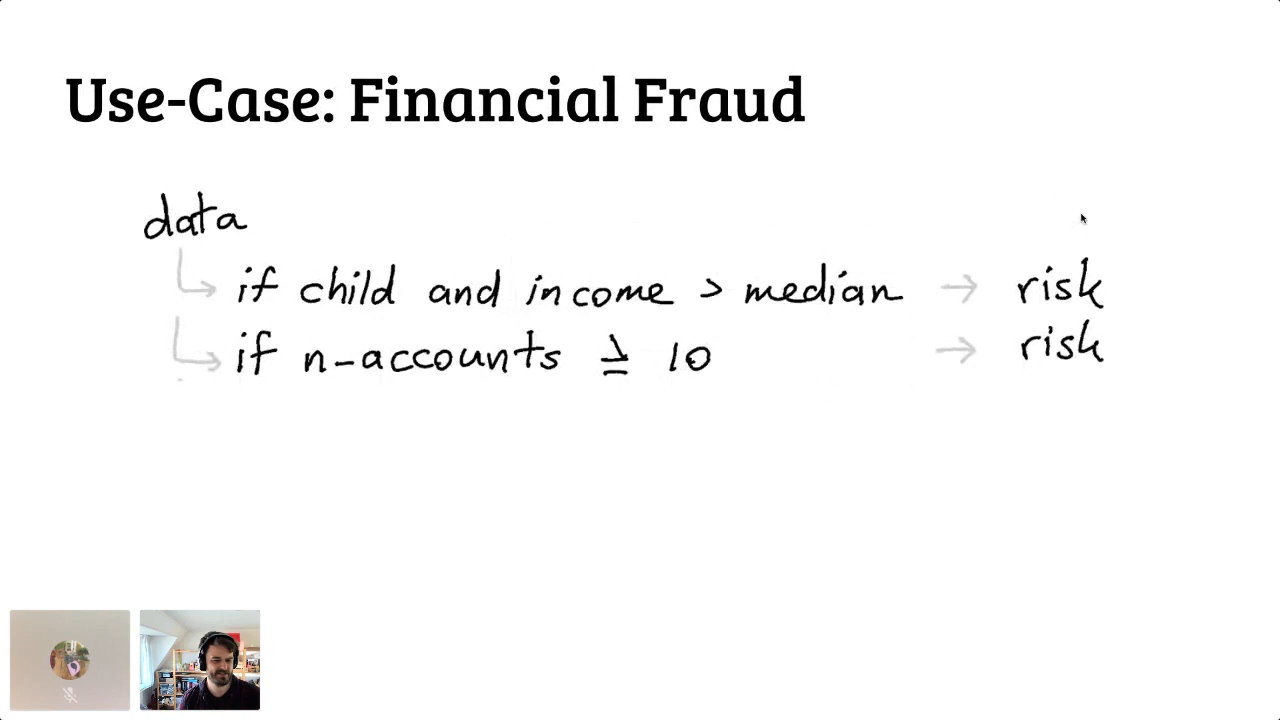 Use-Case: Financial Fraud
data
if child and income > median → risk
if n-accounts ≥ 10 → risk